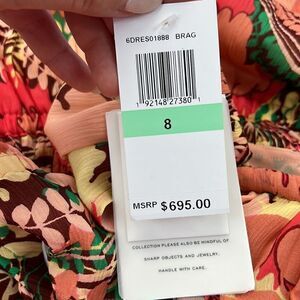 6DRES01888 BRAG
1 92148 27380 1
8
MSRP $695.00
COLLECTION PLEASE ALSO BE MINDFUL OF
SHARP OBJECTS AND JEWELRY.
HANDLE WITH CARE.